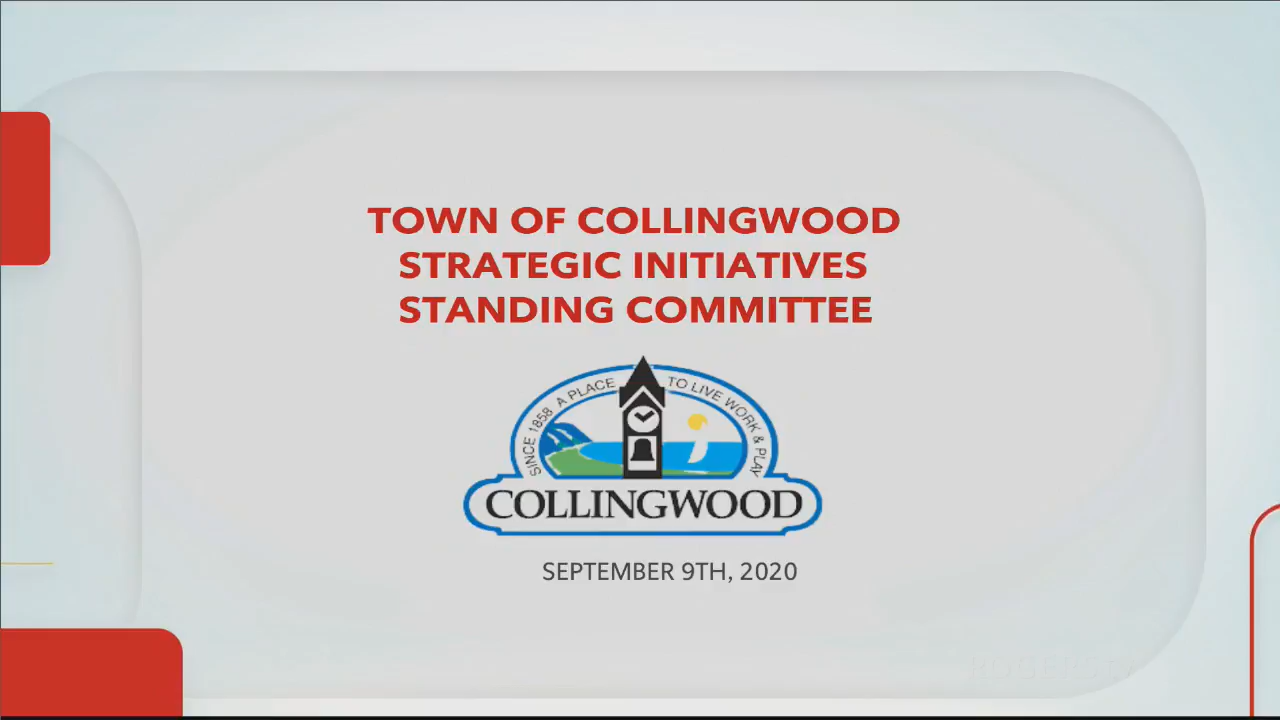 TOWN OF COLLINGWOOD
STRATEGIC INITIATIVES
STANDING COMMITTEE
SINCE 1858 A PLACE TO LIVE WORK & PLAY
COLLINGWOOD
SEPTEMBER 9TH, 2020